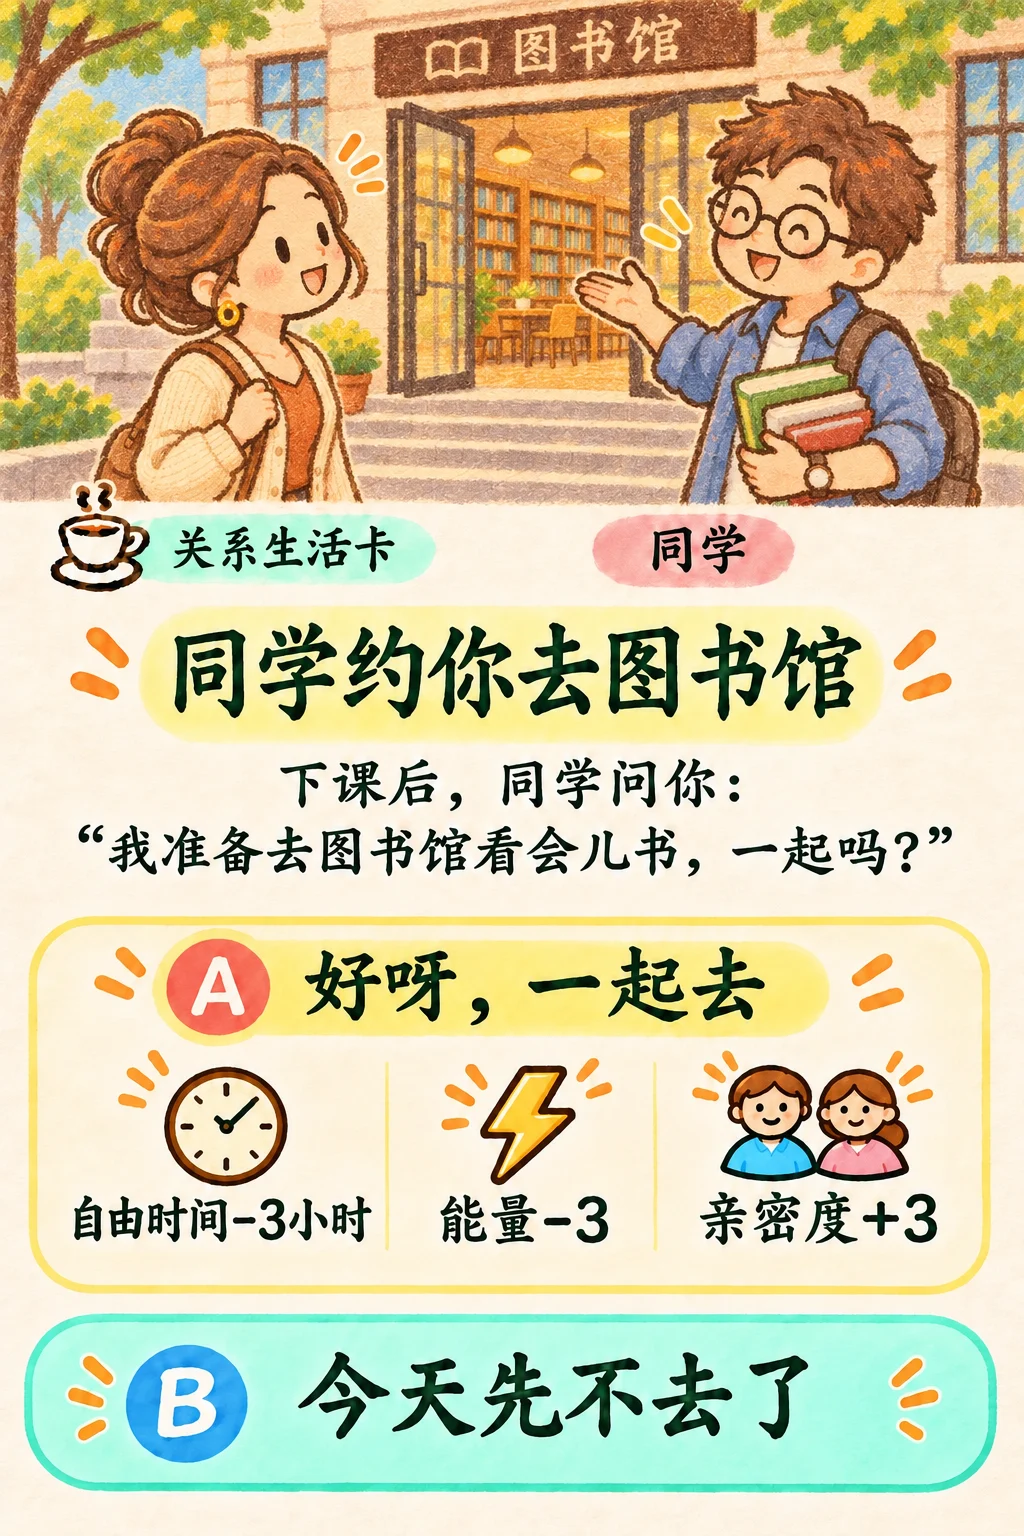 图书馆
关系生活卡
同学
同学约你去图书馆
下课后，同学问你：
“我准备去图书馆看会儿书，一起吗？”
A 好呀，一起去
自由时间-3小时
能量-3
亲密度+3
B 今天先不去了